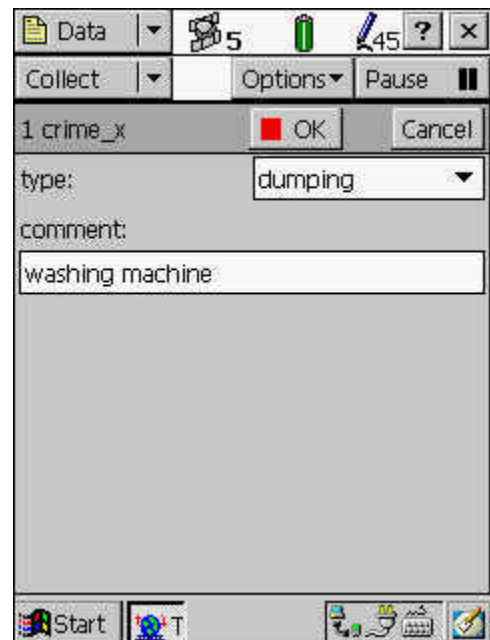 Data 5 45 ? ×
Collect Options Pause
1 crime_x OK Cancel
type: dumping
comment:
washing machine
Start T